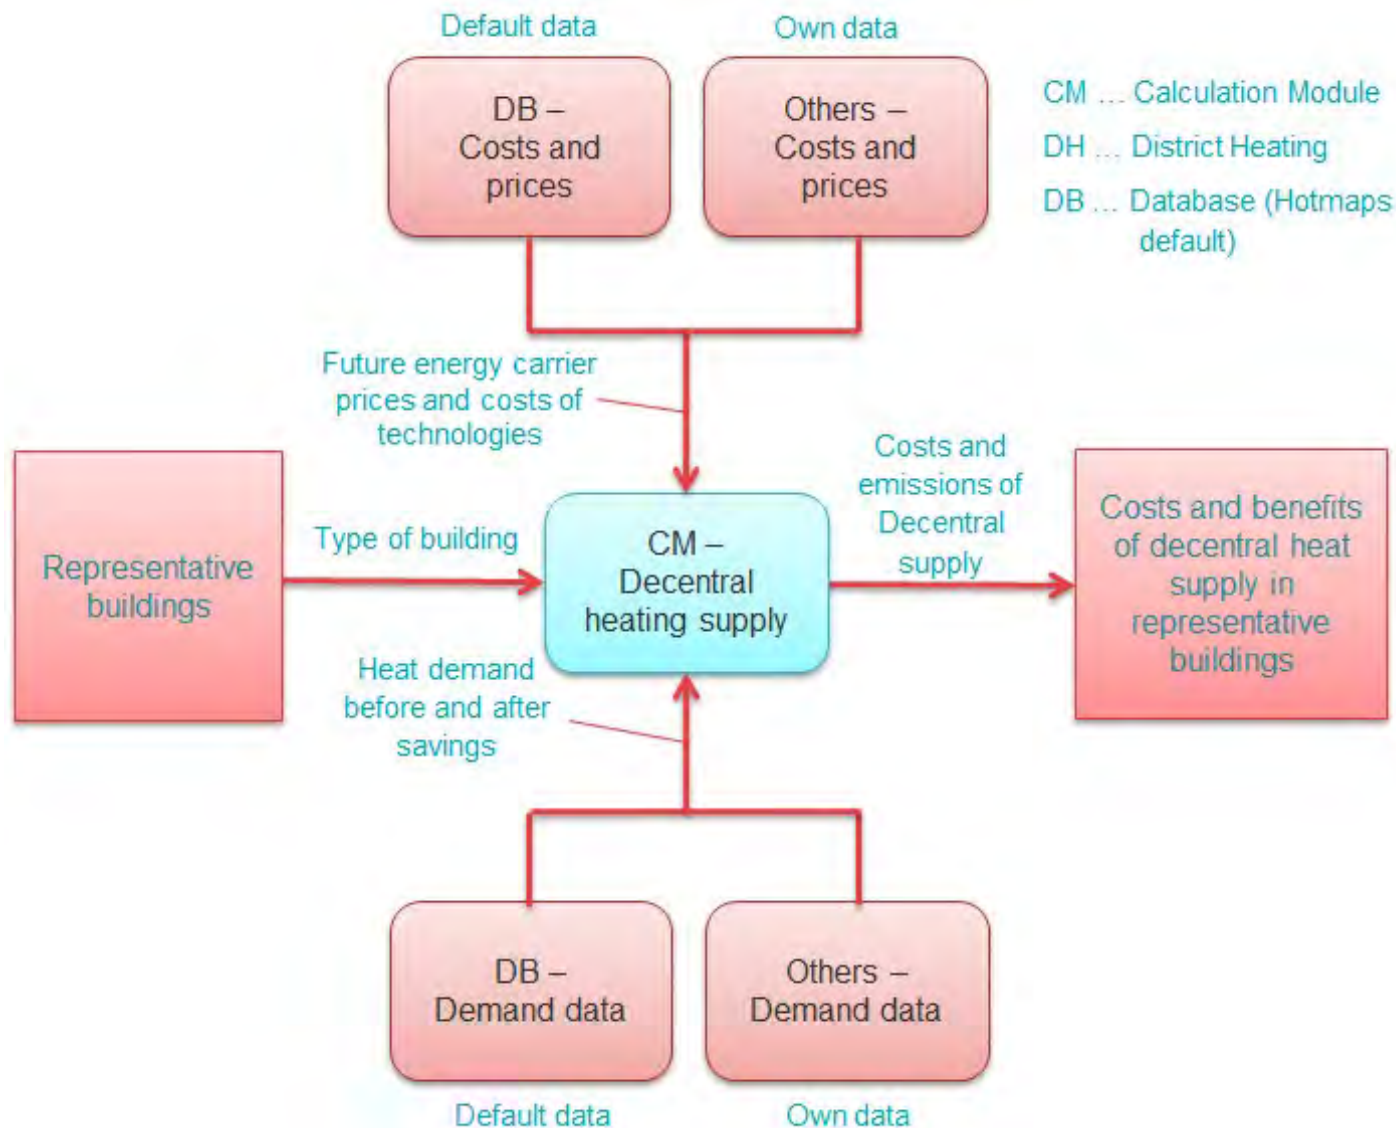 Default data
Own data
DB –
Costs and
prices
Others –
Costs and
prices
CM ... Calculation Module
DH ... District Heating
DB ... Database (Hotmaps
default)
Future energy carrier
prices and costs of
technologies
Representative
buildings
Type of building
CM –
Decentral
heating supply
Costs and
emissions of
Decentral
supply
Costs and benefits
of decentral heat
supply in
representative
buildings
Heat demand
before and after
savings
DB –
Demand data
Others –
Demand data
Default data
Own data